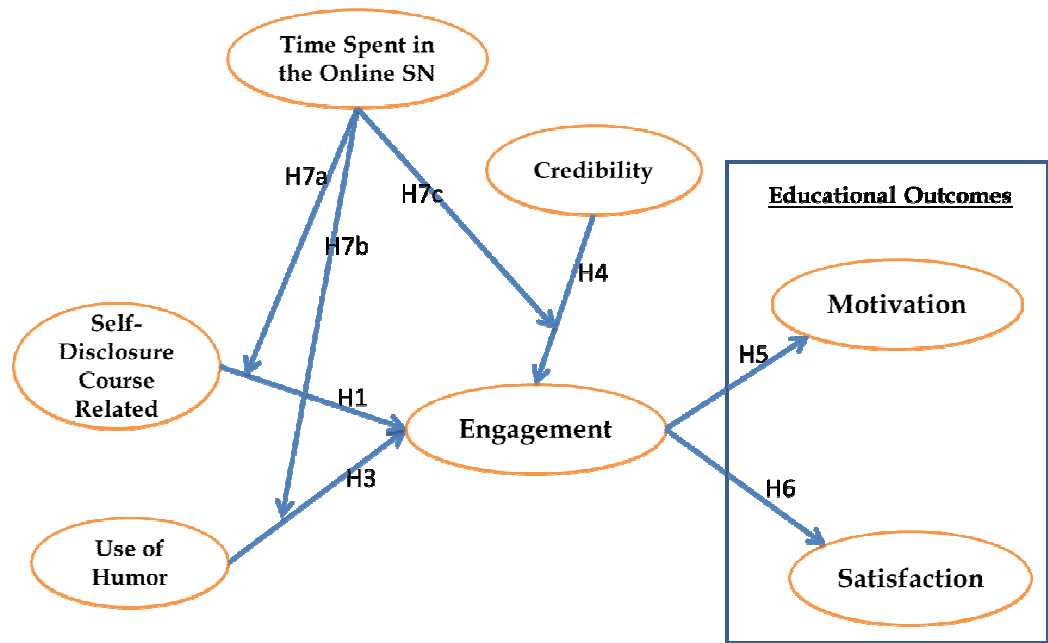 Time Spent in
the Online SN
Credibility
H7a
H7c
H7b
H4
Educational Outcomes
Motivation
Self-
Disclosure
Course
Related
H1
H5
Engagement
H3
H6
Use of
Humor
Satisfaction